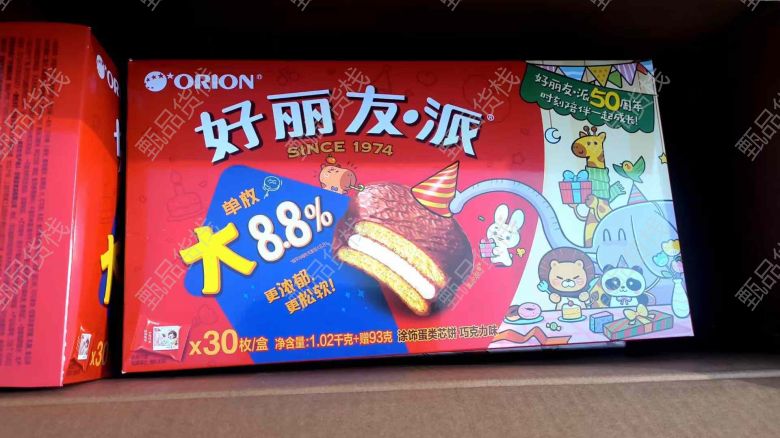 ORION
好丽友·派
SINCE 1974
好丽友·派50周年
时刻陪伴一起成长!
单枚
大8.8%
更浓郁,
更松软!
x30枚/盒 净含量:1.02千克+赠93克 涂饰蛋类芯饼 巧克力味
ION
x30
甄品货栈